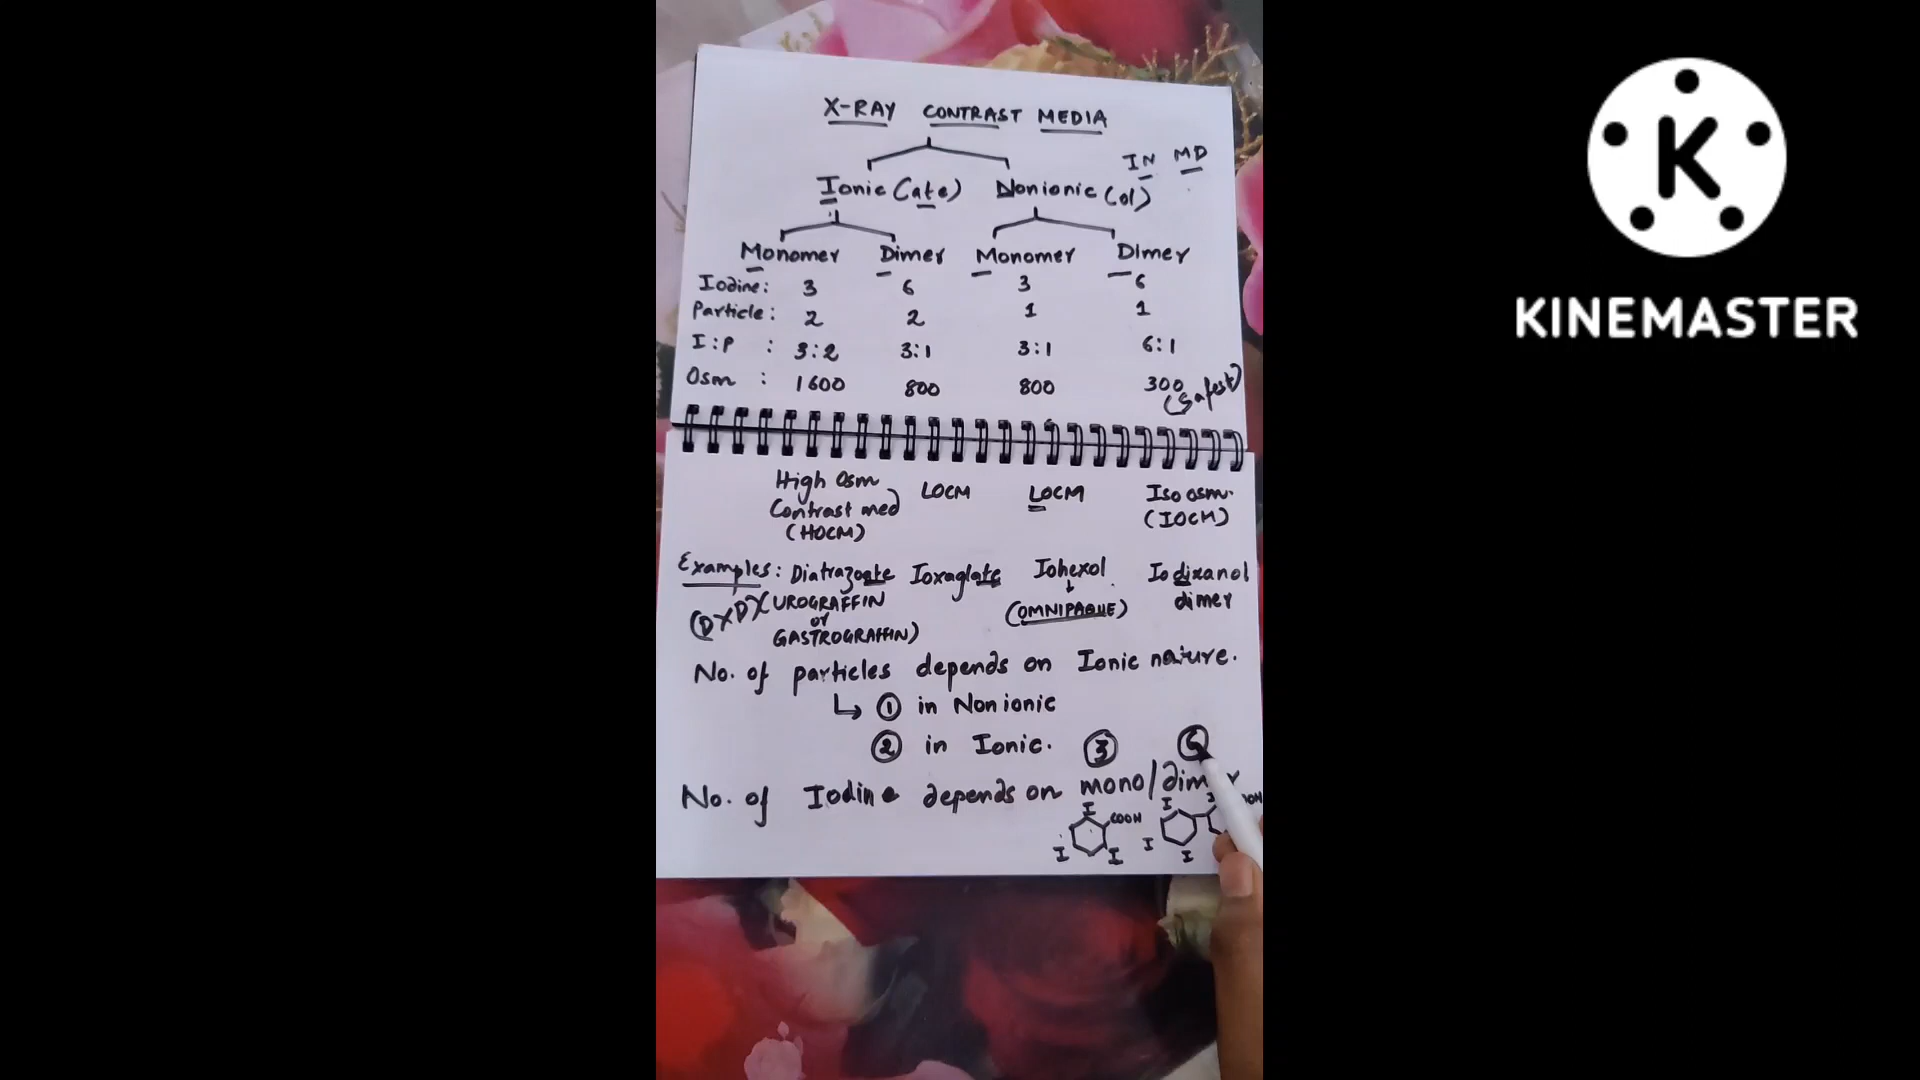 X-RAY CONTRAST MEDIA
IN MD
Ionic (ate) Nonionic (ol)
Monomer Dimer Monomer Dimer
Iodine: 3 6 3 6
Particle: 2 2 1 1
I:P : 3:2 3:1 3:1 6:1
Osm : 1600 800 800 300
(Safest)
High Osm LOCM LOCM Iso osm.
Contrast med (IOCM)
(HOCM)
Examples: Diatrazoate Ioxaglate Iohexol Iodixanol
(UROGRAFFIN (OMNIPAQUE) dimer
or
GASTROGRAFFIN)
No. of particles depends on Ionic nature.
↳ 1 in Nonionic
2 in Ionic. 3 6
No. of Iodine depends on mono/dimer
I COOH I
I I I I
K
KINEMASTER